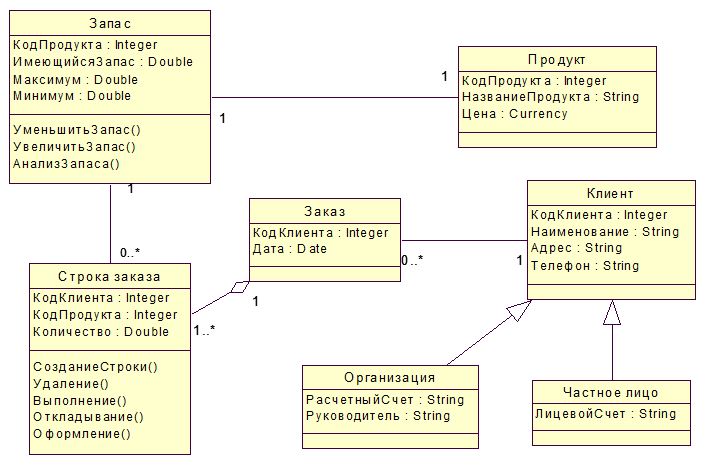 Запас
КодПродукта : Integer
ИмеющийсяЗапас : Double
Максимум : Double
Минимум : Double
УменьшитьЗапас()
УвеличитьЗапас()
АнализЗапаса()
1
1
Продукт
КодПродукта : Integer
НазваниеПродукта : String
Цена : Currency
1
0..*
Строка заказа
КодКлиента : Integer
КодПродукта : Integer
Количество : Double
СозданиеСтроки()
Удаление()
Выполнение()
Откладывание()
Оформление()
1..*
1
Заказ
КодКлиента : Integer
Дата : Date
0..*
1
Клиент
КодКлиента : Integer
Наименование : String
Адрес : String
Телефон : String
Организация
РасчетныйСчет : String
Руководитель : String
Частное лицо
ЛицевойСчет : String